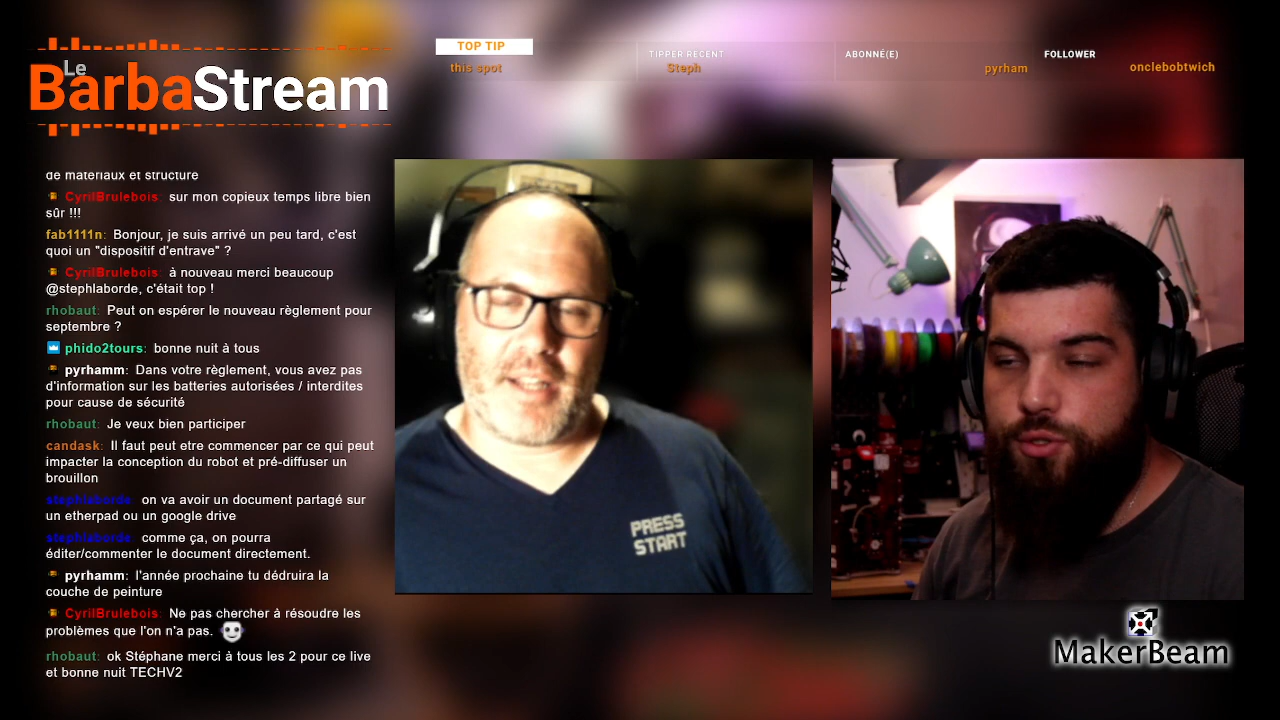 Le
BarbaStream
TOP TIP
this spot
TIPPER RECENT
Steph
ABONNÉ(E)
pyrham
FOLLOWER
onclebobtwich
de matériaux et structure
CyrilBrulebois: sur mon copieux temps libre bien
sûr !!!
fab1111n: Bonjour, je suis arrivé un peu tard, c'est
quoi un "dispositif d'entrave" ?
CyrilBrulebois: à nouveau merci beaucoup
@stephlaborde, c'était top !
rhobaut: Peut on espérer le nouveau règlement pour
septembre ?
phido2tours: bonne nuit à tous
pyrhamm: Dans votre règlement, vous avez pas
d'information sur les batteries autorisées / interdites
pour cause de sécurité
rhobaut: Je veux bien participer
candask: Il faut peut etre commencer par ce qui peut
impacter la conception du robot et pré-diffuser un
brouillon
stephlaborde: on va avoir un document partagé sur
un etherpad ou un google drive
stephlaborde: comme ça, on pourra
éditer/commenter le document directement.
pyrhamm: l'année prochaine tu dédruira la
couche de peinture
CyrilBrulebois: Ne pas chercher à résoudre les
problèmes que l'on n'a pas.
rhobaut: ok Stéphane merci à tous les 2 pour ce live
et bonne nuit TECHV2
PRESS
START
MakerBeam